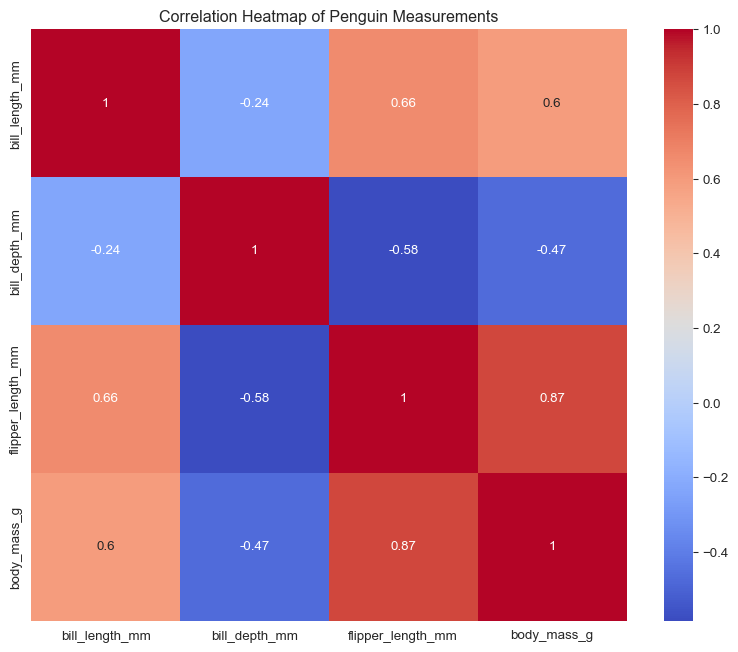 Correlation Heatmap of Penguin Measurements
bill_length_mm
1
-0.24
0.66
0.6
bill_depth_mm
-0.24
1
-0.58
-0.47
flipper_length_mm
0.66
-0.58
1
0.87
body_mass_g
0.6
-0.47
0.87
1
bill_length_mm
bill_depth_mm
flipper_length_mm
body_mass_g
1.0
0.8
0.6
0.4
0.2
0.0
−0.2
−0.4